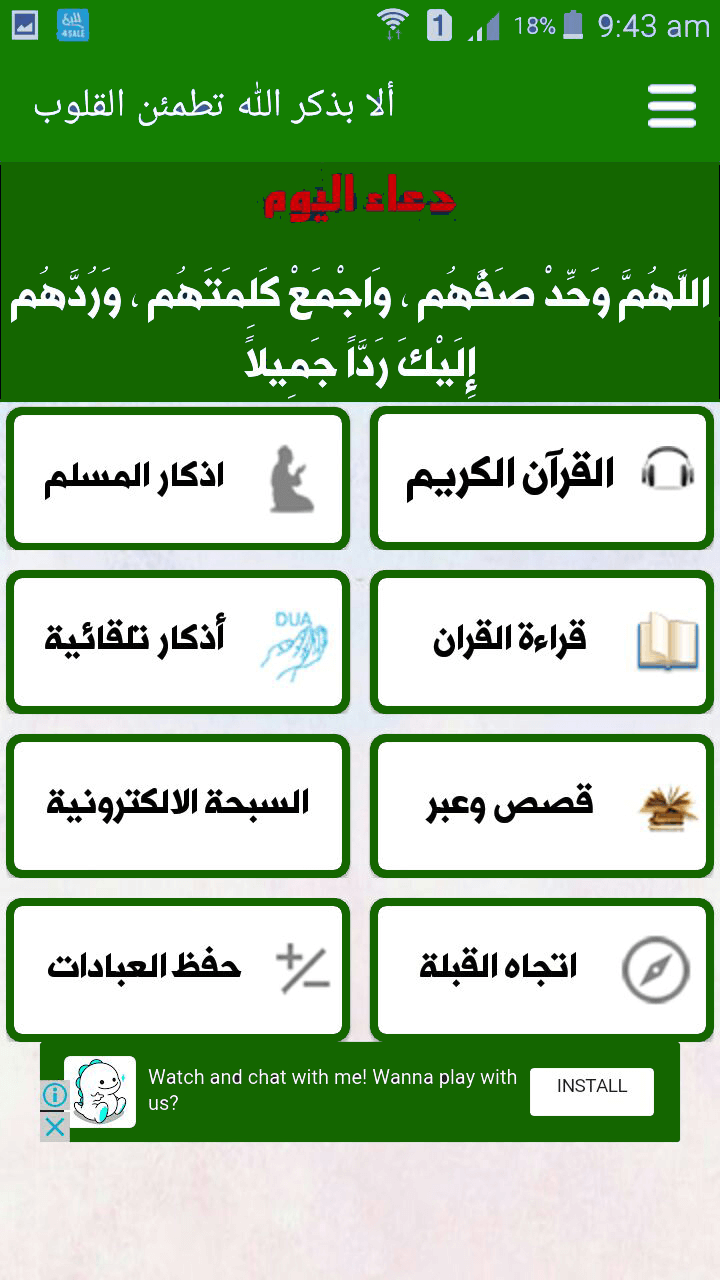 للبيع
4SALE
1
18%
9:43 am
ألا بذكر الله تطمئن القلوب
دعاء اليوم
اللَّهُمَّ وَحِّدْ صَفَّهُم ، وَاجْمَعْ كَلمَتَهُم ، وَرُدَّهُم
إِلَيْكَ رَدَّاً جَمِيلاً
القرآن الكريم
اذكار المسلم
قراءة القران
أذكار تلقائية
DUA
قصص وعبر
السبحة الالكترونية
اتجاه القبلة
حفظ العبادات
Watch and chat with me! Wanna play with
us?
INSTALL